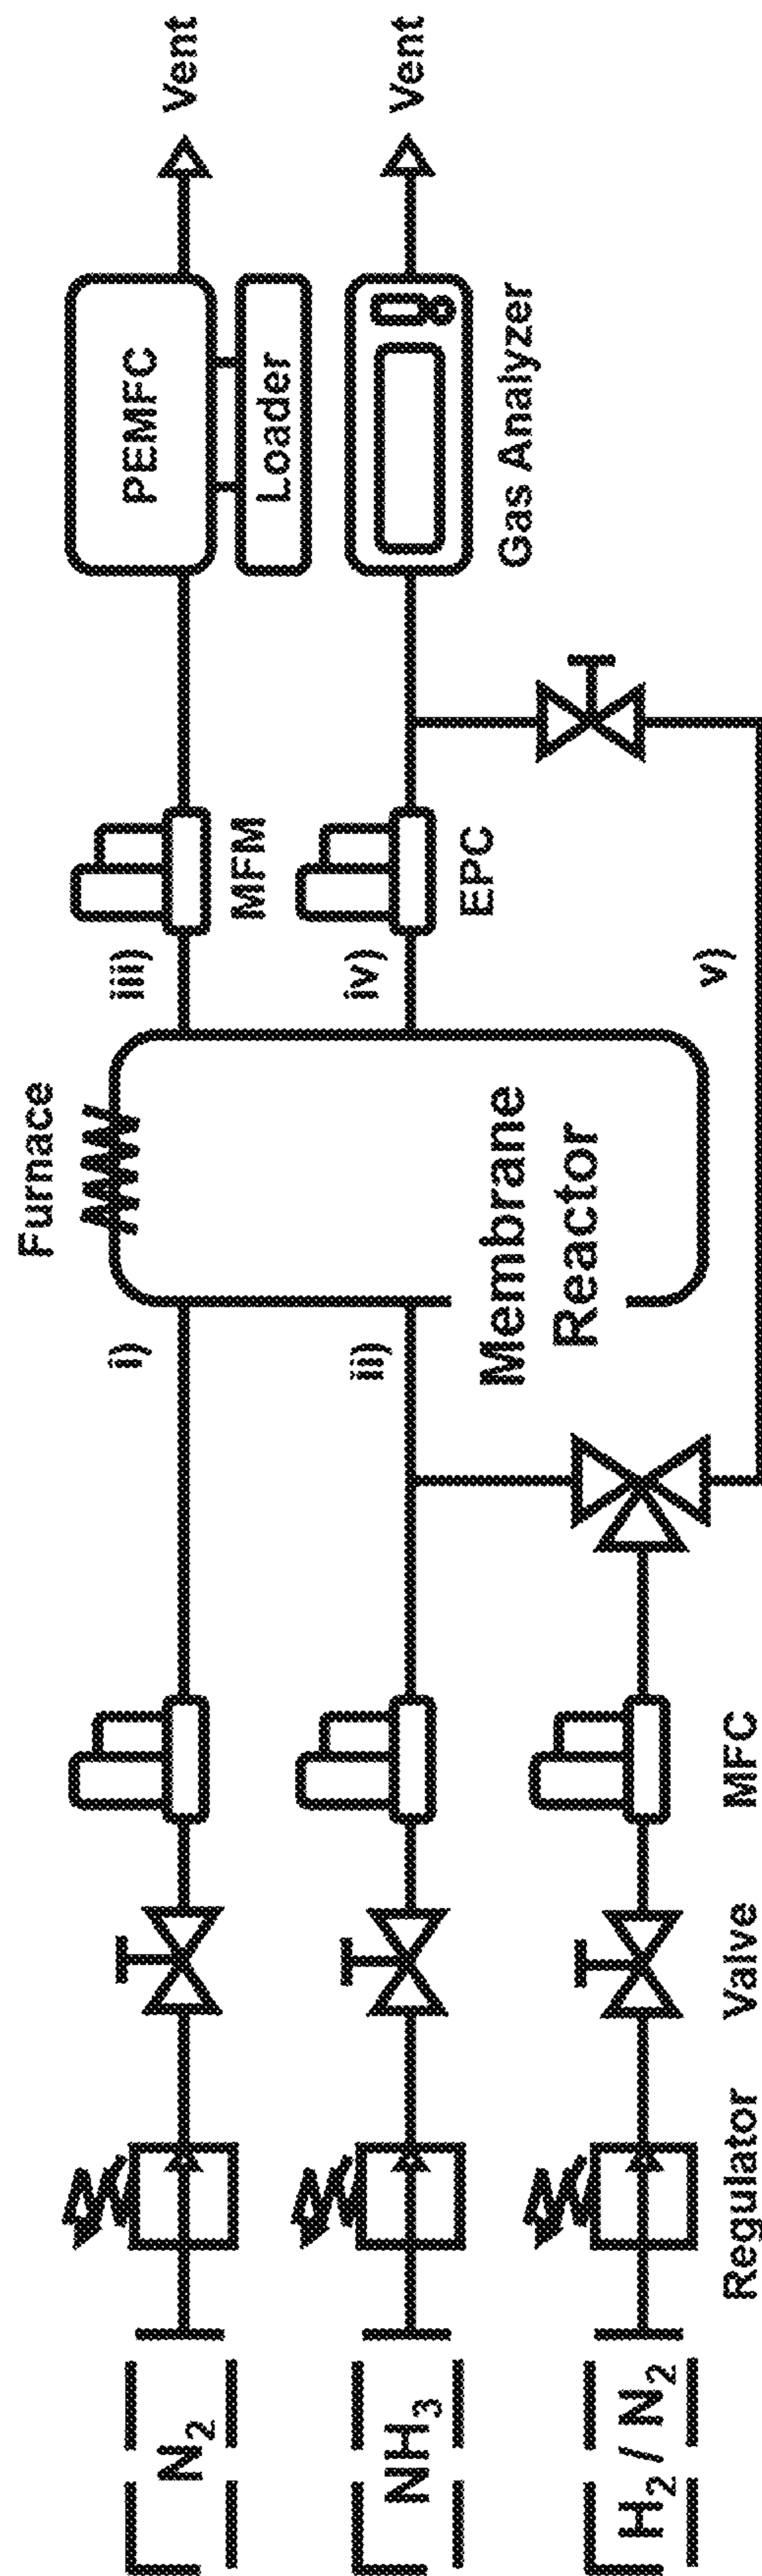 Furnace
N₂
i)
iii)
MFM
PEMFC
Loader
Vent
NH₃
ii)
iv)
EPC
Gas Analyzer
Vent
Membrane
Reactor
H₂ / N₂
v)
Regulator
Valve
MFC